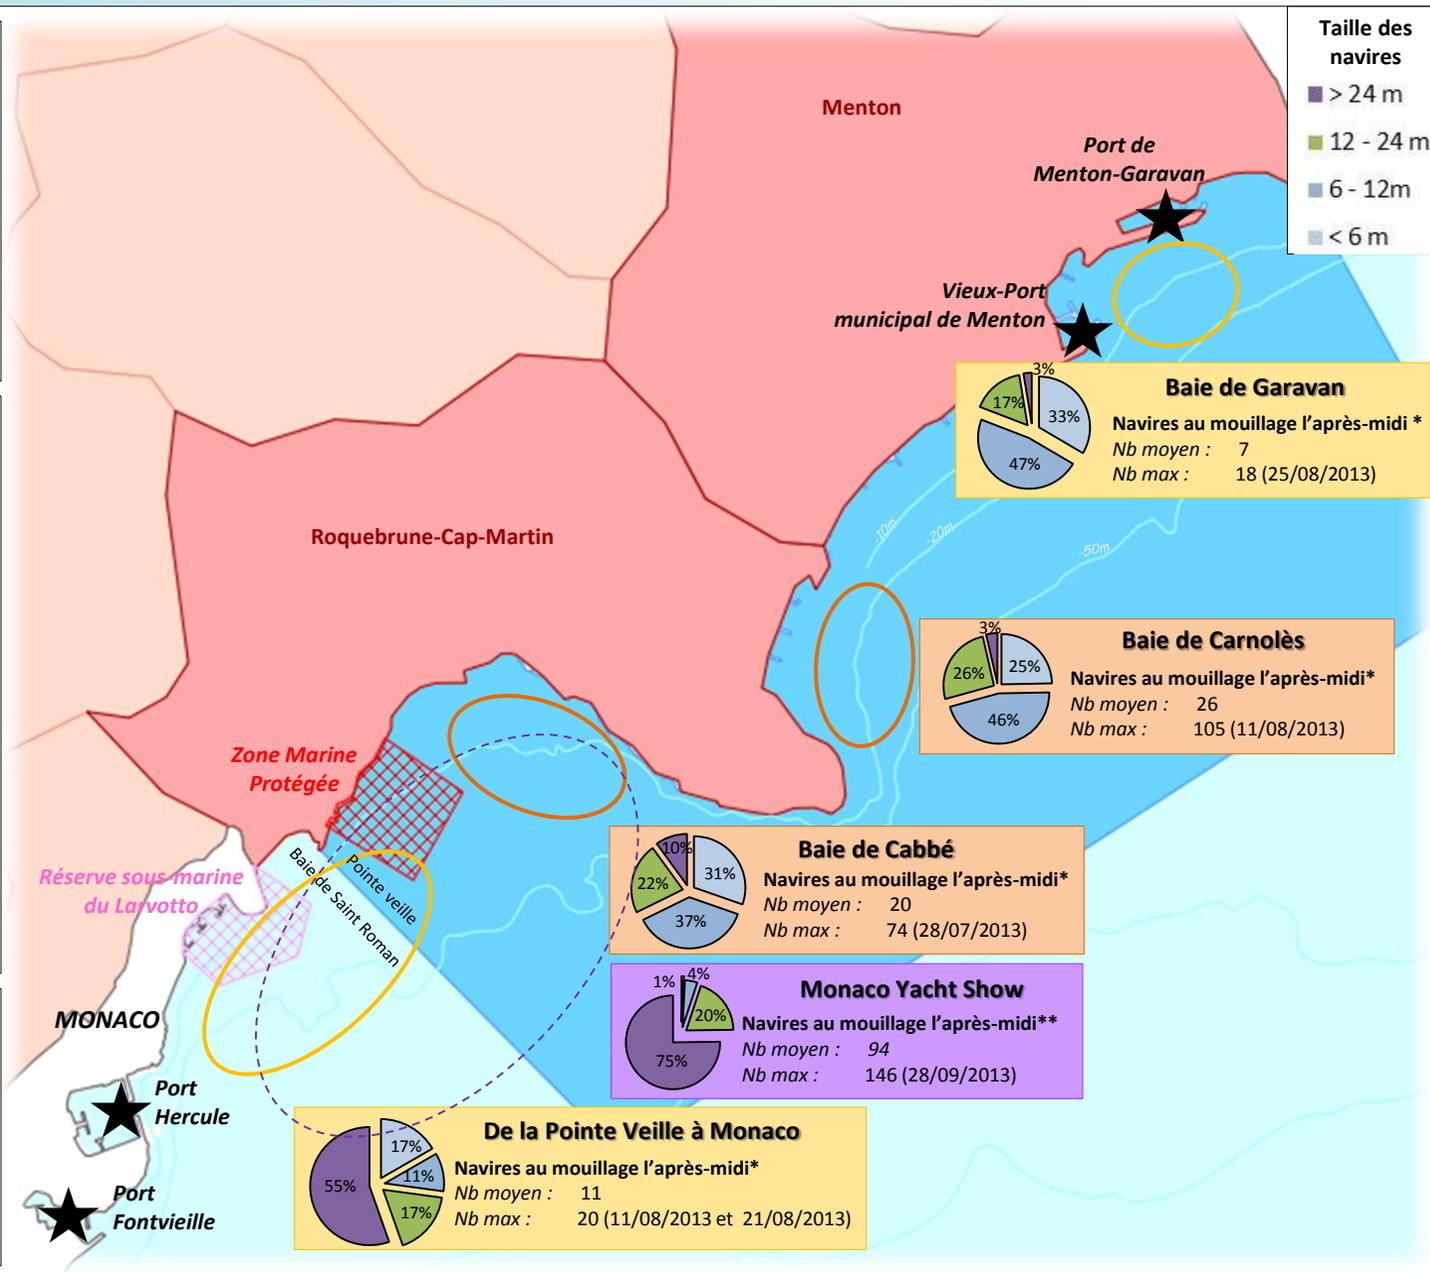 Taille des
navires
> 24 m
12 - 24 m
6 - 12m
< 6 m
Menton
Port de
Menton-Garavan
Vieux-Port
municipal de Menton
3%
17%
33%
47%
Baie de Garavan
Navires au mouillage l'après-midi *
Nb moyen : 7
Nb max : 18 (25/08/2013)
Roquebrune-Cap-Martin
-10m
-20m
-50m
3%
26%
25%
46%
Baie de Carnolès
Navires au mouillage l'après-midi*
Nb moyen : 26
Nb max : 105 (11/08/2013)
Zone Marine
Protégée
10%
31%
22%
37%
Baie de Cabbé
Navires au mouillage l'après-midi*
Nb moyen : 20
Nb max : 74 (28/07/2013)
Réserve sous-marine
du Larvotto
Pointe veille
Baie de Saint Roman
1%
4%
20%
75%
Monaco Yacht Show
Navires au mouillage l'après-midi**
Nb moyen : 94
Nb max : 146 (28/09/2013)
MONACO
Port
Hercule
Port
Fontvieille
17%
55%
11%
17%
De la Pointe Veille à Monaco
Navires au mouillage l'après-midi*
Nb moyen : 11
Nb max : 20 (11/08/2013 et 21/08/2013)